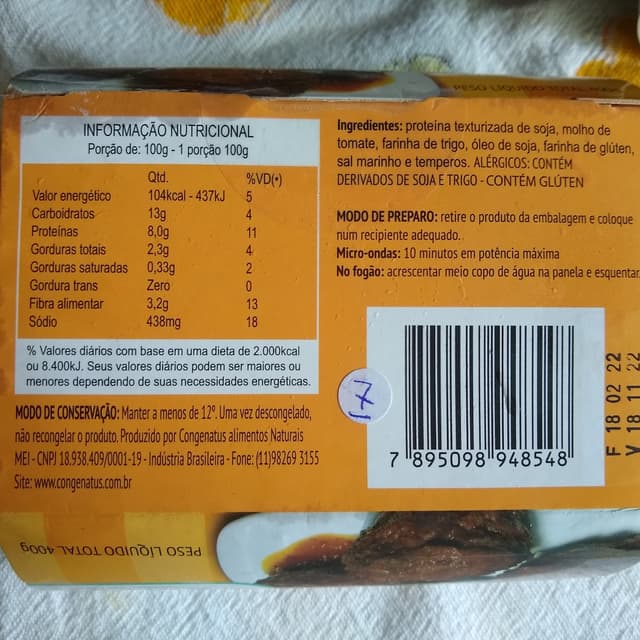 PESO LÍQUIDO TOTAL
INFORMAÇÃO NUTRICIONAL
Porção de: 100g - 1 porção 100g
Qtd. %VD(•)
Valor energético 104kcal - 437kJ 5
Carboidratos 13g 4
Proteínas 8,0g 11
Gorduras totais 2,3g 4
Gorduras saturadas 0,33g 2
Gordura trans Zero 0
Fibra alimentar 3,2g 13
Sódio 438mg 18
% Valores diários com base em uma dieta de 2.000kcal
ou 8.400kJ. Seus valores diários podem ser maiores ou
menores dependendo de suas necessidades energéticas.
MODO DE CONSERVAÇÃO: Manter a menos de 12º. Uma vez descongelado,
não recongelar o produto. Produzido por Congenatus alimentos Naturais
MEI - CNPJ 18.938.409/0001-19 - Indústria Brasileira - Fone: (11)98269 3155
Site: www.congenatus.com.br
Ingredientes: proteína texturizada de soja, molho de
tomate, farinha de trigo, óleo de soja, farinha de glúten,
sal marinho e temperos. ALÉRGICOS: CONTÉM
DERIVADOS DE SOJA E TRIGO - CONTÉM GLÚTEN
MODO DE PREPARO: retire o produto da embalagem e coloque
num recipiente adequado..
Micro-ondas: 10 minutos em potência máxima
No fogão: acrescentar meio copo de água na panela e esquentar.
17
7 895098 948548
F 18 02 22
V 18 11 22
PESO LÍQUIDO TOTAL 400g